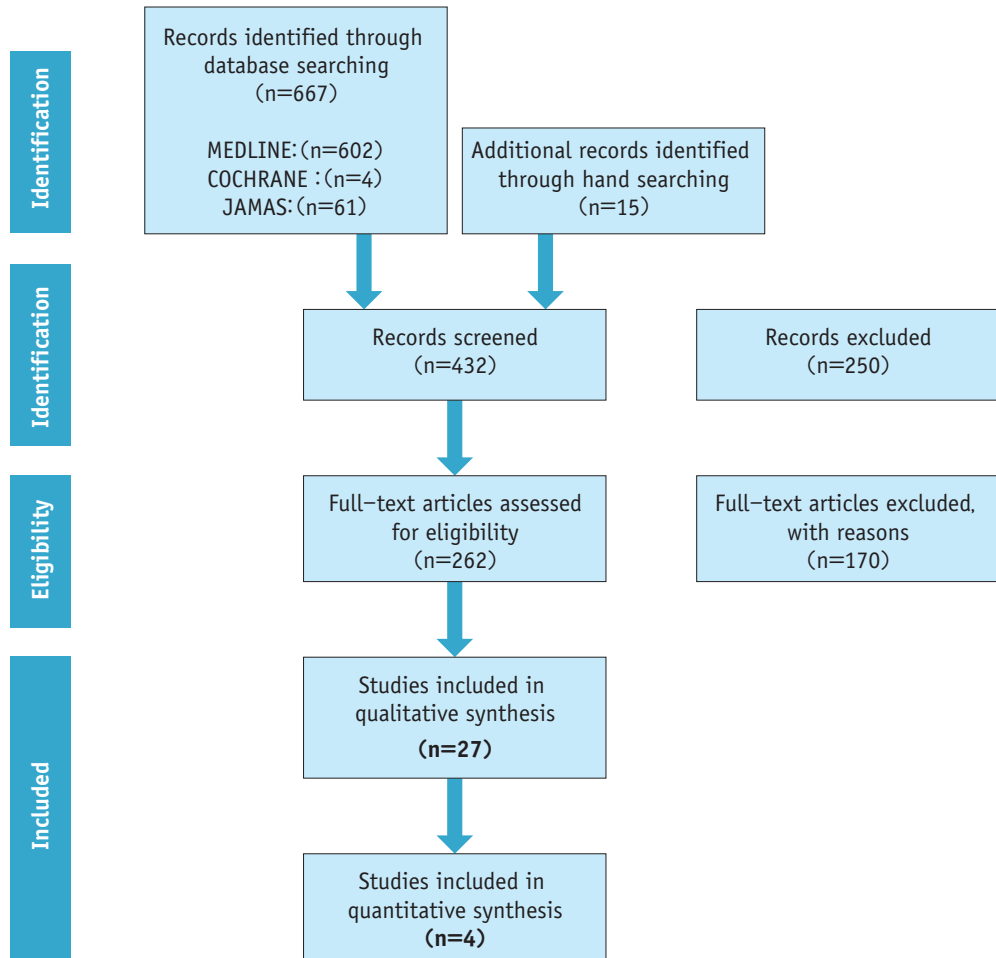 Identification
Records identified through
database searching
(n=667)
MEDLINE:(n=602)
COCHRANE :(n=4)
JAMAS:(n=61)
Additional records identified
through hand searching
(n=15)
Identification
Records screened
(n=432)
Records excluded
(n=250)
Eligibility
Full-text articles assessed
for eligibility
(n=262)
Full-text articles excluded,
with reasons
(n=170)
Included
Studies included in
qualitative synthesis
(n=27)
Studies included in
quantitative synthesis
(n=4)